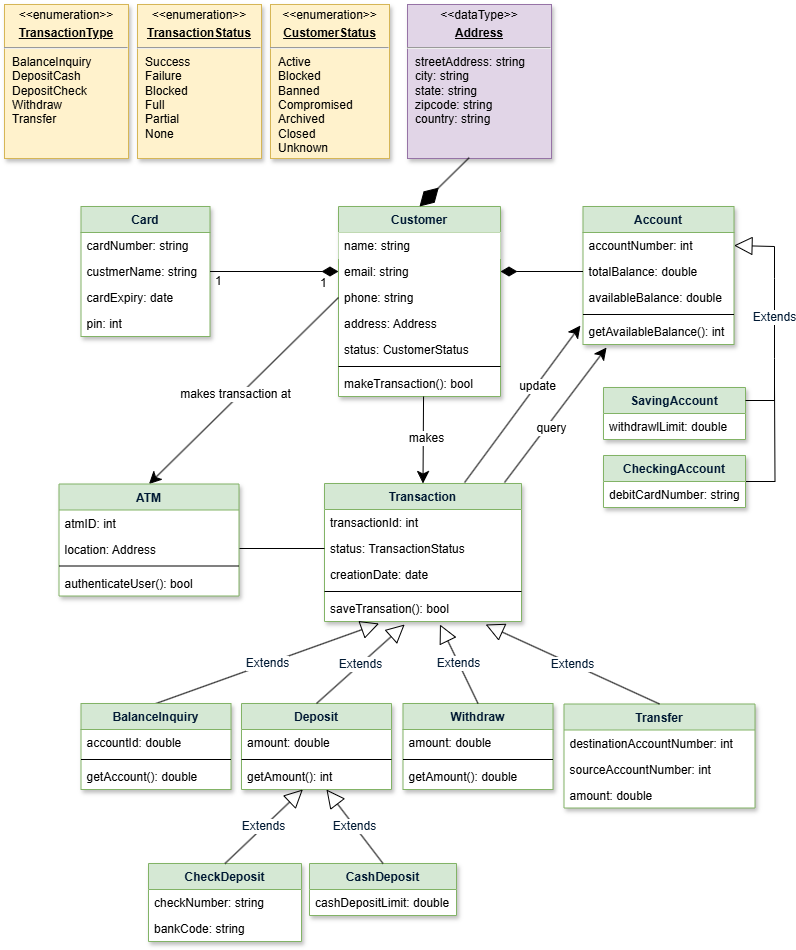 <<enumeration>>
TransactionType
BalanceInquiry
DepositCash
DepositCheck
Withdraw
Transfer
<<enumeration>>
TransactionStatus
Success
Failure
Blocked
Full
Partial
None
<<enumeration>>
CustomerStatus
Active
Blocked
Banned
Compromised
Archived
Closed
Unknown
<<dataType>>
Address
streetAddress: string
city: string
state: string
zipcode: string
country: string
Card
cardNumber: string
custmerName: string
cardExpiry: date
pin: int
1
1
Customer
name: string
email: string
phone: string
address: Address
status: CustomerStatus
makeTransaction(): bool
Account
accountNumber: int
totalBalance: double
availableBalance: double
getAvailableBalance(): int
Extends
SavingAccount
withdrawlLimit: double
CheckingAccount
debitCardNumber: string
makes transaction at
makes
update
query
ATM
atmID: int
location: Address
authenticateUser(): bool
Transaction
transactionId: int
status: TransactionStatus
creationDate: date
saveTransation(): bool
Extends
Extends
Extends
Extends
BalanceInquiry
accountId: double
getAccount(): double
Deposit
amount: double
getAmount(): int
Withdraw
amount: double
getAmount(): double
Transfer
destinationAccountNumber: int
sourceAccountNumber: int
amount: double
Extends
Extends
CheckDeposit
checkNumber: string
bankCode: string
CashDeposit
cashDepositLimit: double